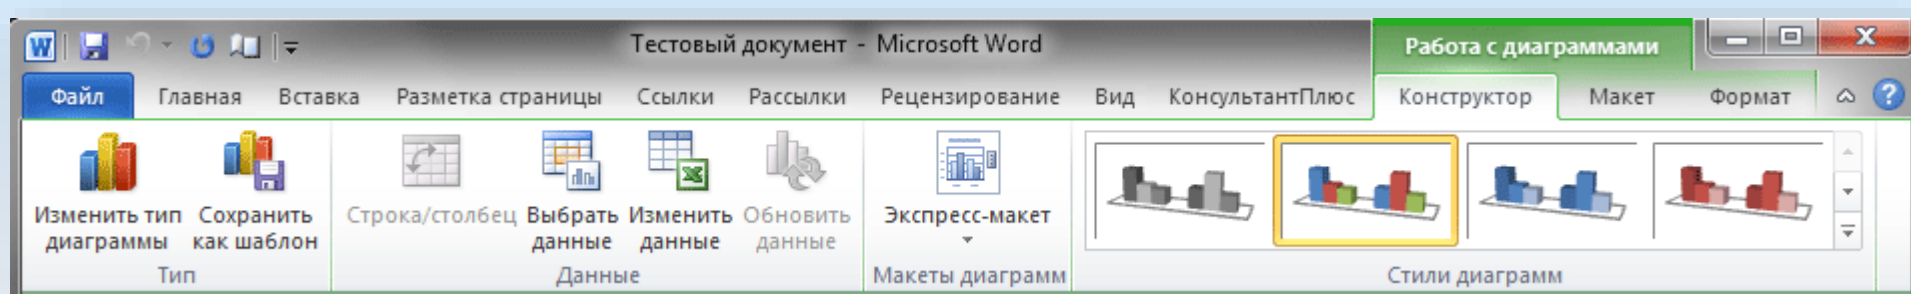 Тестовый документ - Microsoft Word
Работа с диаграммами
Файл Главная Вставка Разметка страницы Ссылки Рассылки Рецензирование Вид КонсультантПлюс Конструктор Макет Формат
Изменить тип диаграммы
Сохранить как шаблон
Строка/столбец
Выбрать данные
Изменить данные
Обновить данные
Экспресс-макет
Тип
Данные
Макеты диаграмм
Стили диаграмм